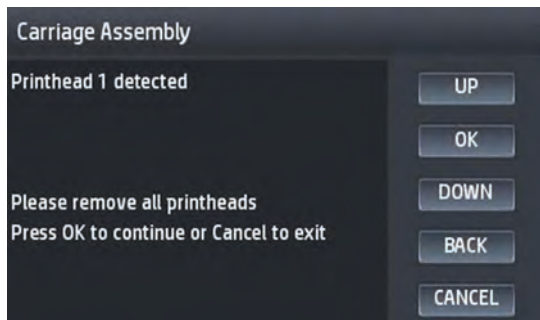 Carriage Assembly
Printhead 1 detected
Please remove all printheads
Press OK to continue or Cancel to exit
UP
OK
DOWN
BACK
CANCEL